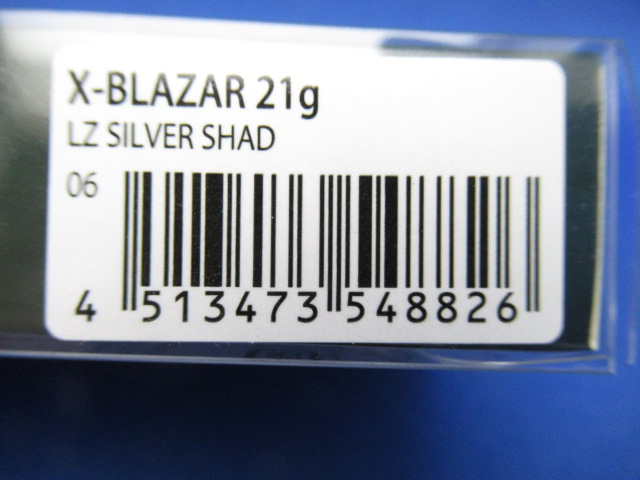 X-BLAZAR 21g
LZ SILVER SHAD
06
4 513473 548826